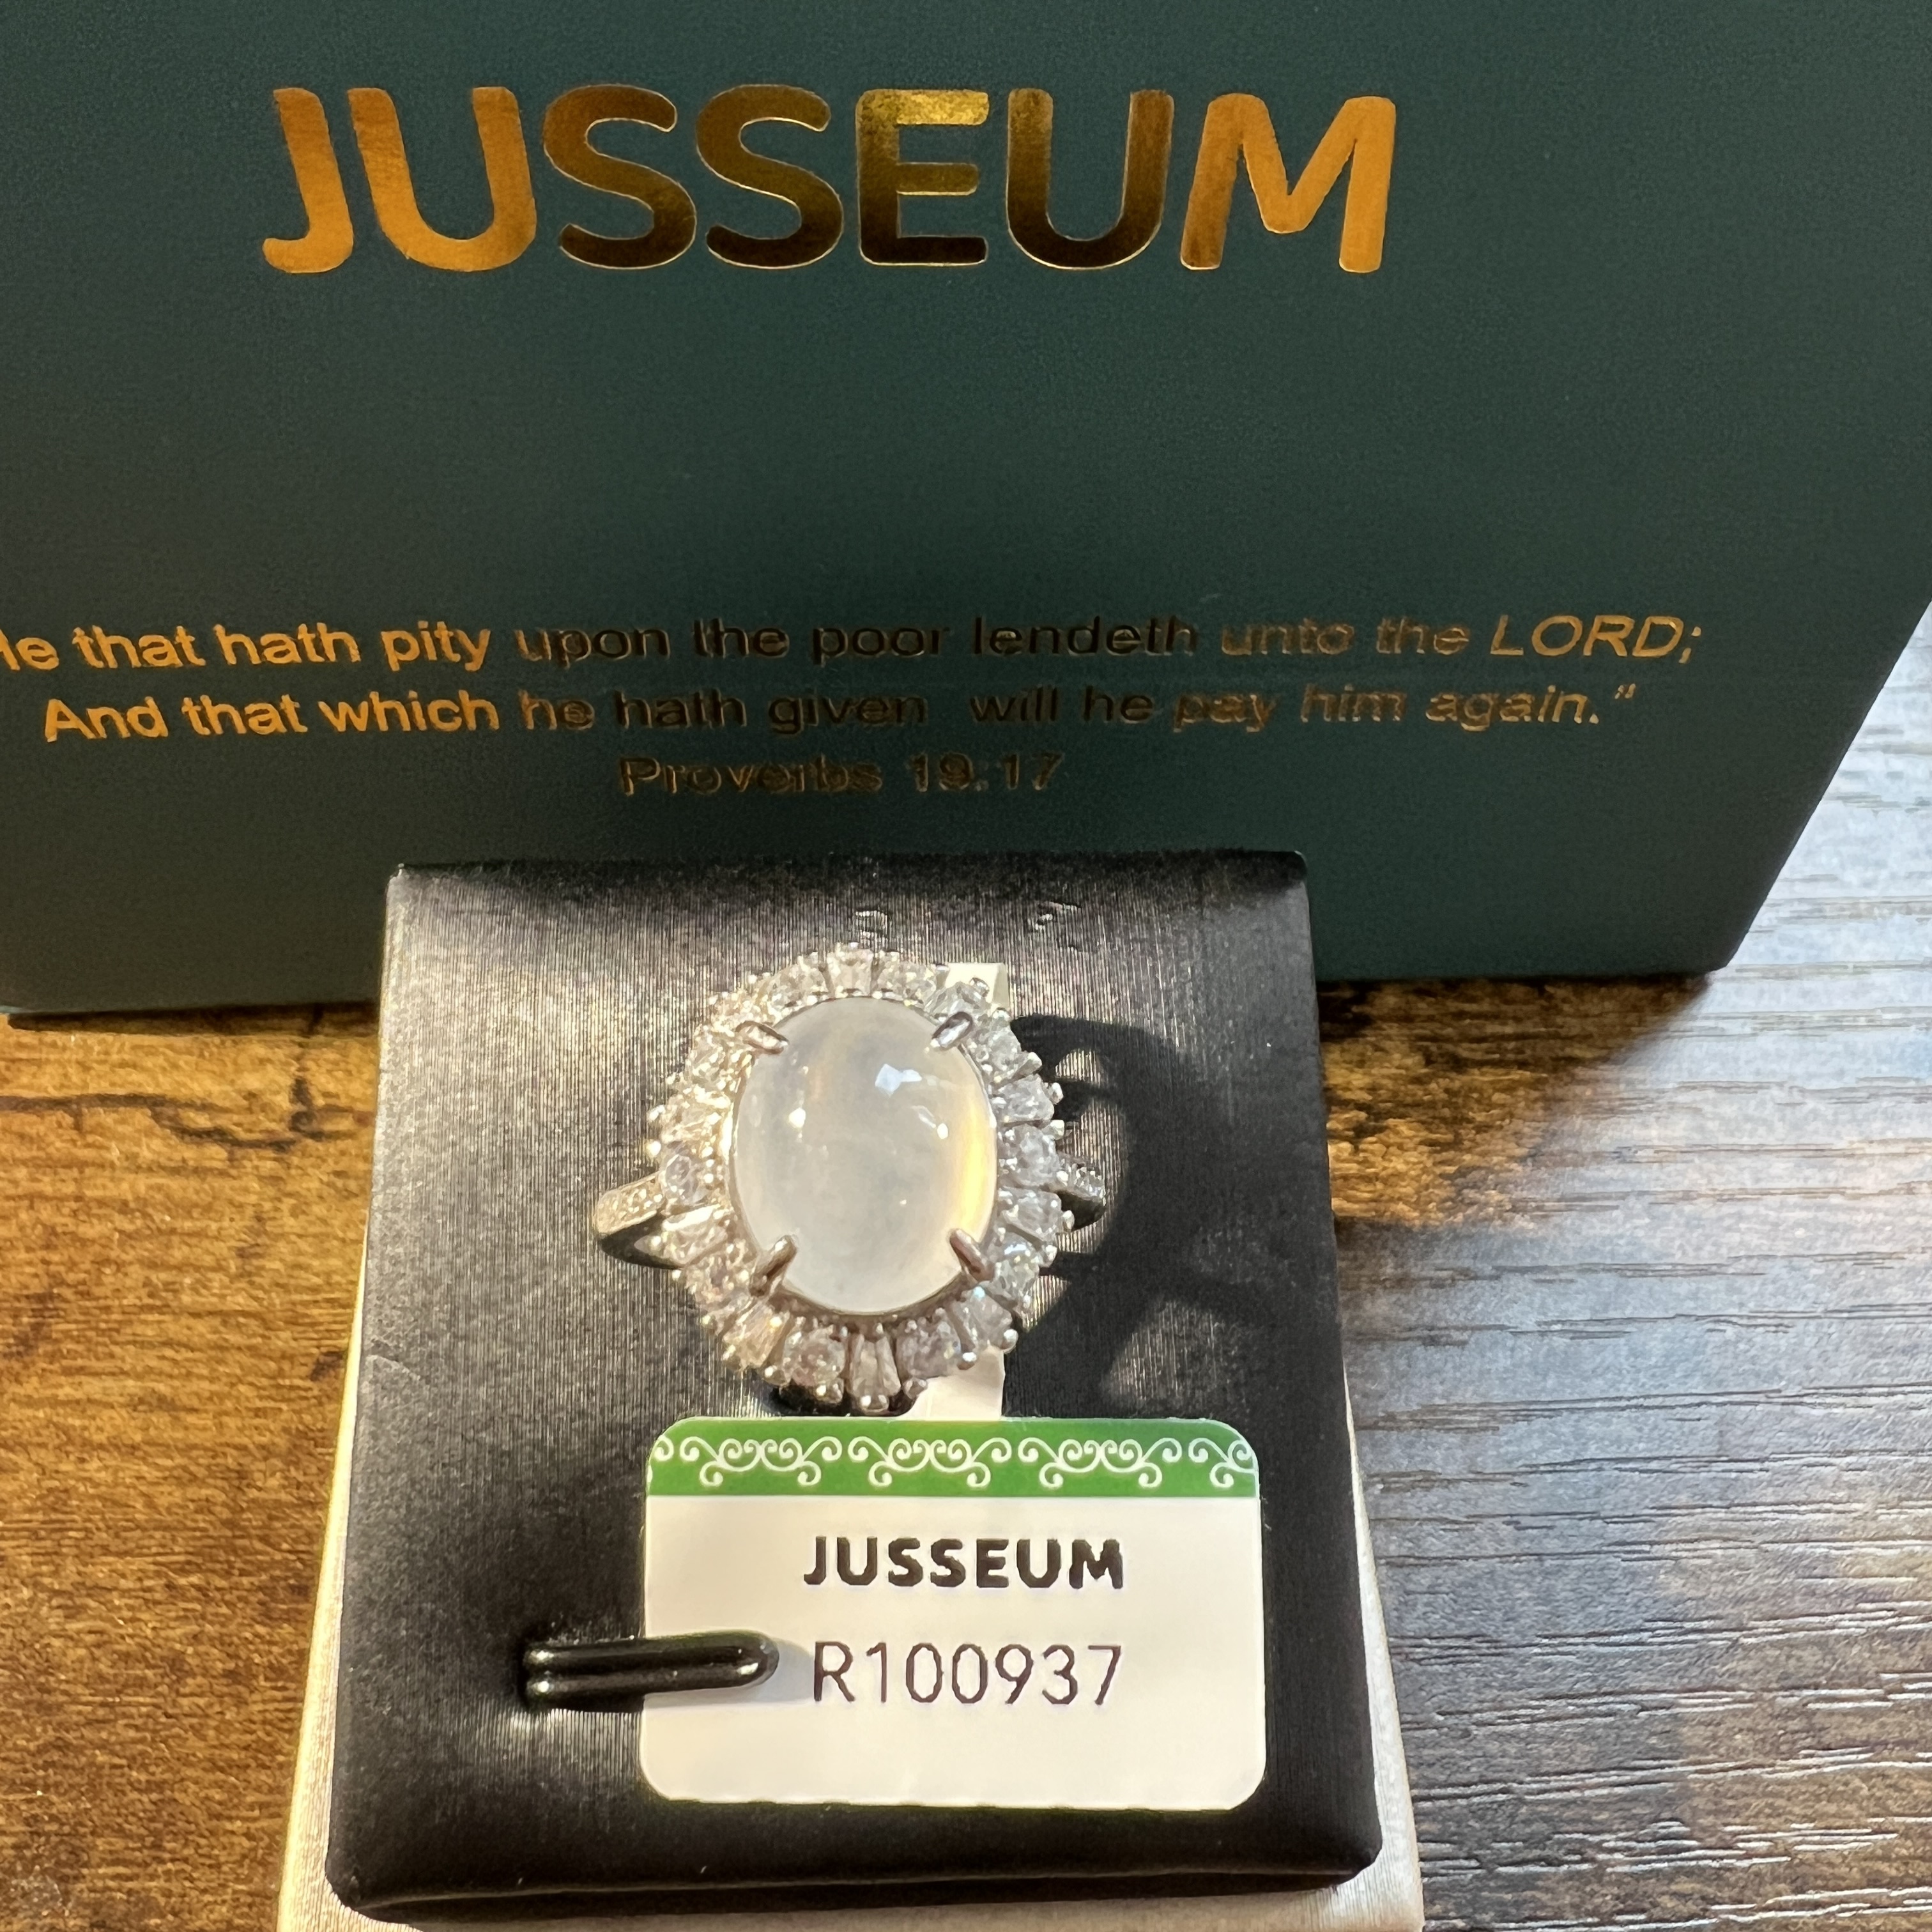 JUSSEUM
He that hath pity upon the poor lendeth unto the LORD;
And that which he hath given will he pay him again."
Proverbs 19:17
JUSSEUM
R100937